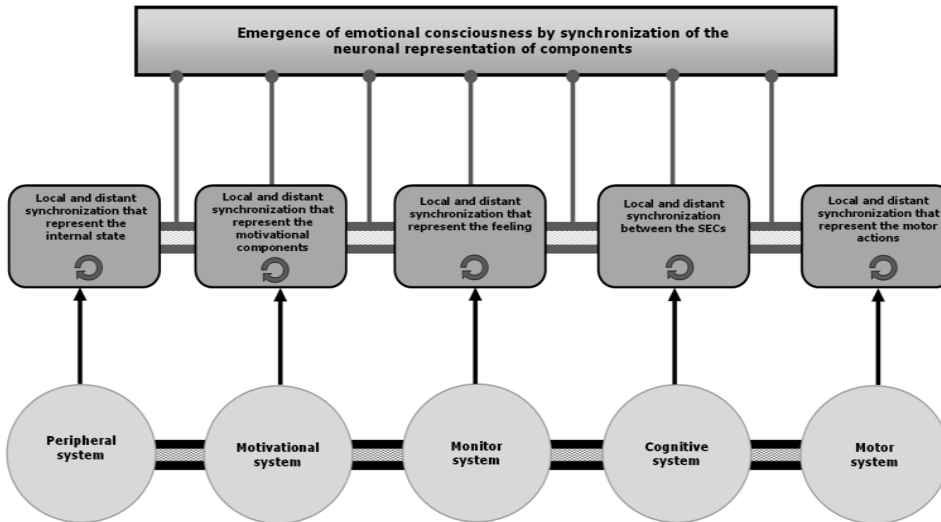 Emergence of emotional consciousness by synchronization of the
neuronal representation of components
Local and distant
synchronization that
represent the
internal state
Local and distant
synchronization that
represent the
motivational
components
Local and distant
synchronization that
represent the feeling
Local and distant
synchronization
between the SECs
Local and distant
synchronization that
represent the motor
actions
Peripheral
system
Motivational
system
Monitor
system
Cognitive
system
Motor
system